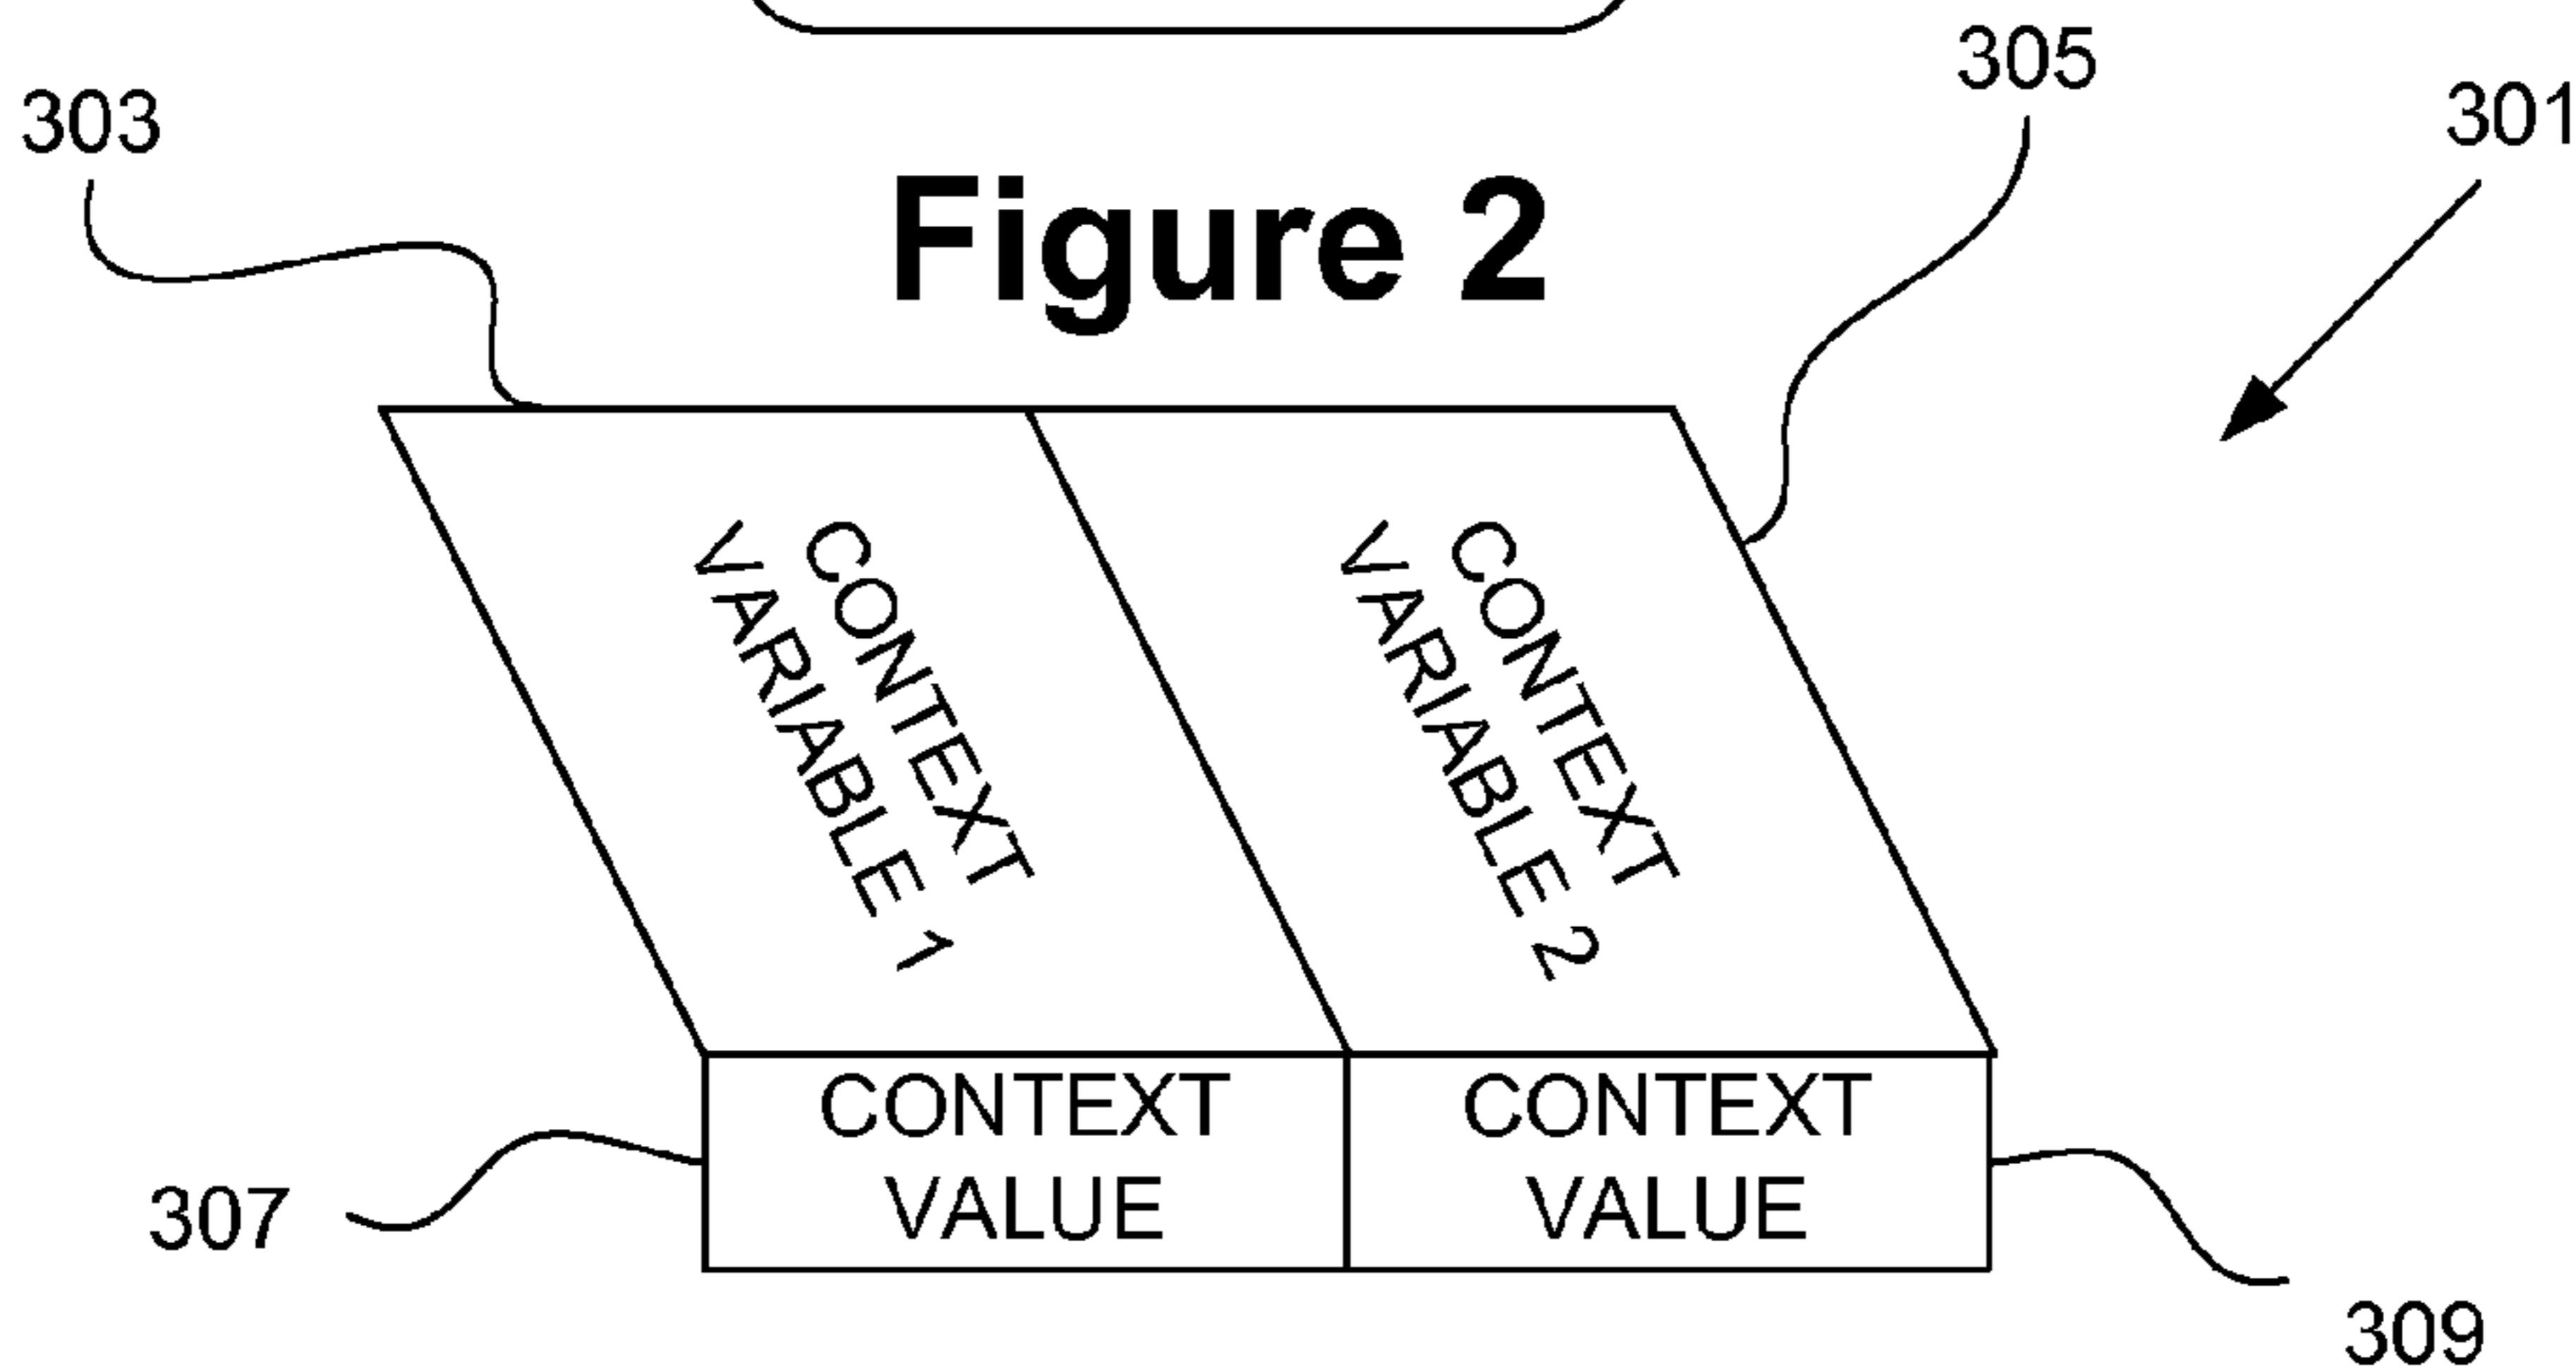 305
303
301
Figure 2
CONTEXT
VARIABLE 1
CONTEXT
VARIABLE 2
CONTEXT
VALUE
CONTEXT
VALUE
307
309